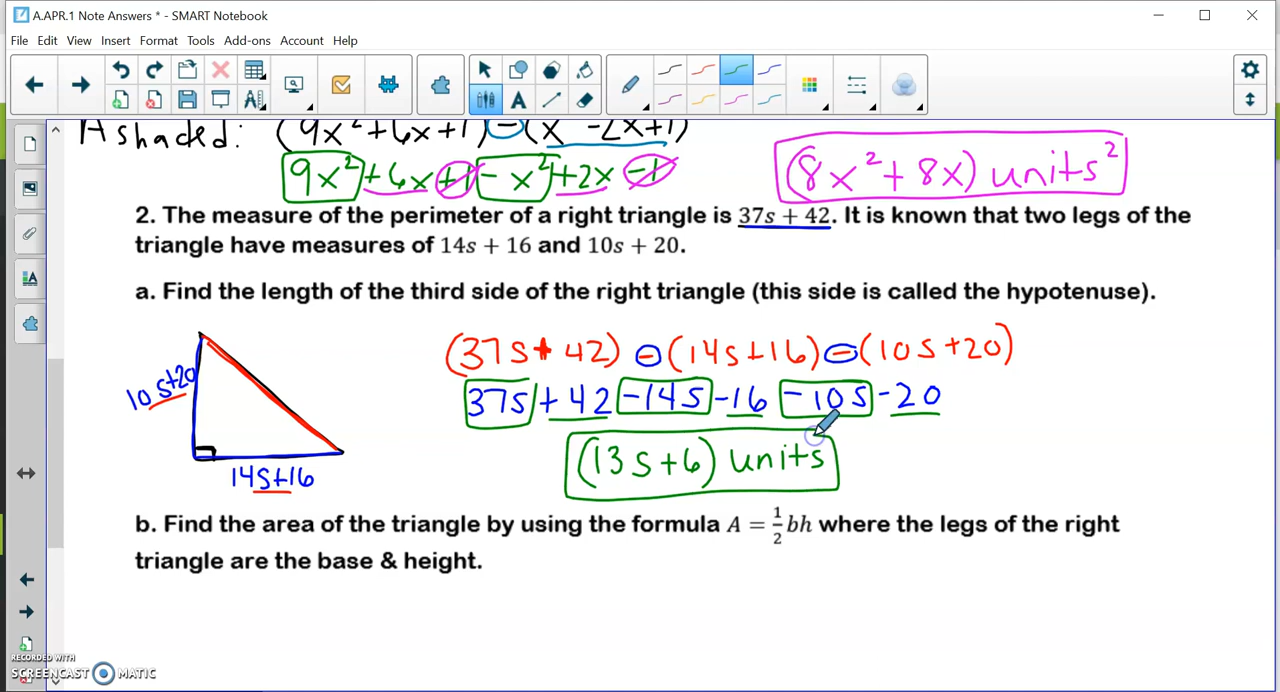 A.APR.1 Note Answers * - SMART Notebook
File Edit View Insert Format Tools Add-ons Account Help
A shaded: (9x²+6x+1)-(x -2x+1)
9x²+6x+1-x²+2x-1
(8x²+8x) units²
2. The measure of the perimeter of a right triangle is 37s + 42. It is known that two legs of the
triangle have measures of 14s + 16 and 10s + 20.
a. Find the length of the third side of the right triangle (this side is called the hypotenuse).
(37s+42)-(14s+16)-(10s+20)
10s+20
37s+42-14s-16-10s-20
(13s+6) units
14s+16
b. Find the area of the triangle by using the formula A = 1/2 bh where the legs of the right
triangle are the base & height.
RECORDED WITH
SCREENCAST MATIC